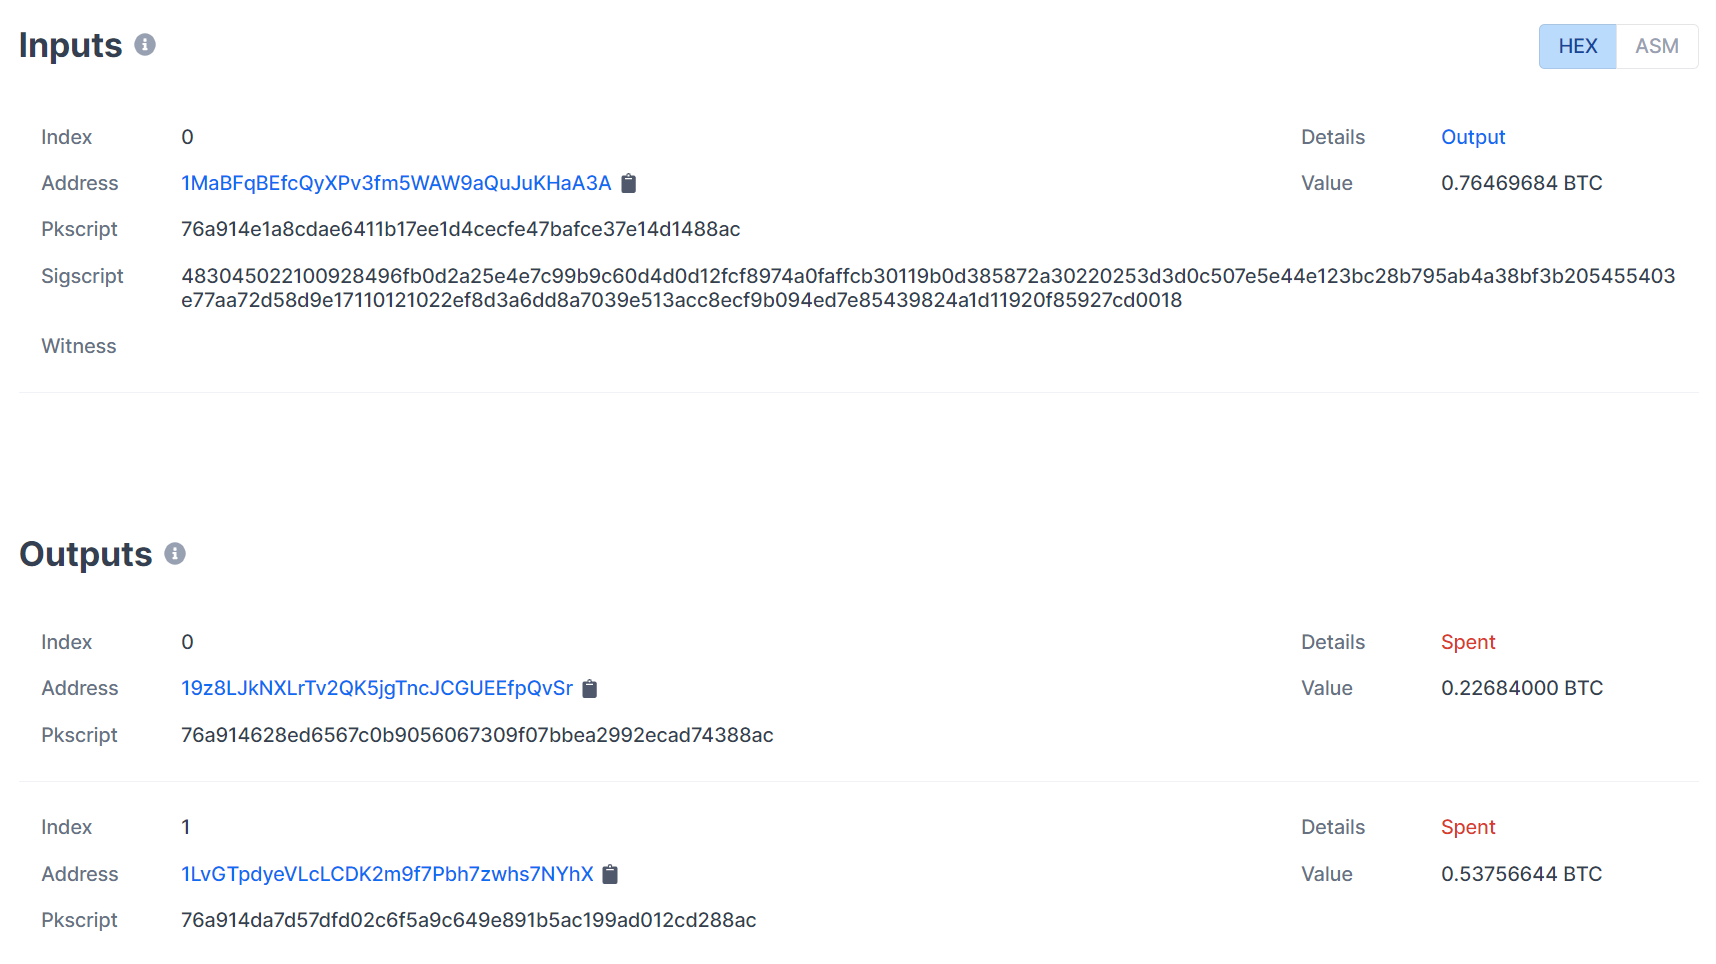 Inputs
HEX ASM
Index 0 Details Output
Address 1MaBFqBEfcQyXPv3fm5WAW9aQuJuKHaA3A Value 0.76469684 BTC
Pkscript 76a914e1a8cdae6411b17ee1d4cecfe47bafce37e14d1488ac
Sigscript 483045022100928496fb0d2a25e4e7c99b9c60d4d0d12fcf8974a0faffcb30119b0d385872a30220253d3d0c507e5e44e123bc28b795ab4a38bf3b205455403
e77aa72d58d9e17110121022ef8d3a6dd8a7039e513acc8ecf9b094ed7e85439824a1d11920f85927cd0018
Witness
Outputs
Index 0 Details Spent
Address 19z8LJkNXLrTv2QK5jgTncJCGUEEfpQvSr Value 0.22684000 BTC
Pkscript 76a914628ed6567c0b9056067309f07bbea2992ecad74388ac
Index 1 Details Spent
Address 1LvGTpdyeVLcLCDK2m9f7Pbh7zwhs7NYhX Value 0.53756644 BTC
Pkscript 76a914da7d57dfd02c6f5a9c649e891b5ac199ad012cd288ac